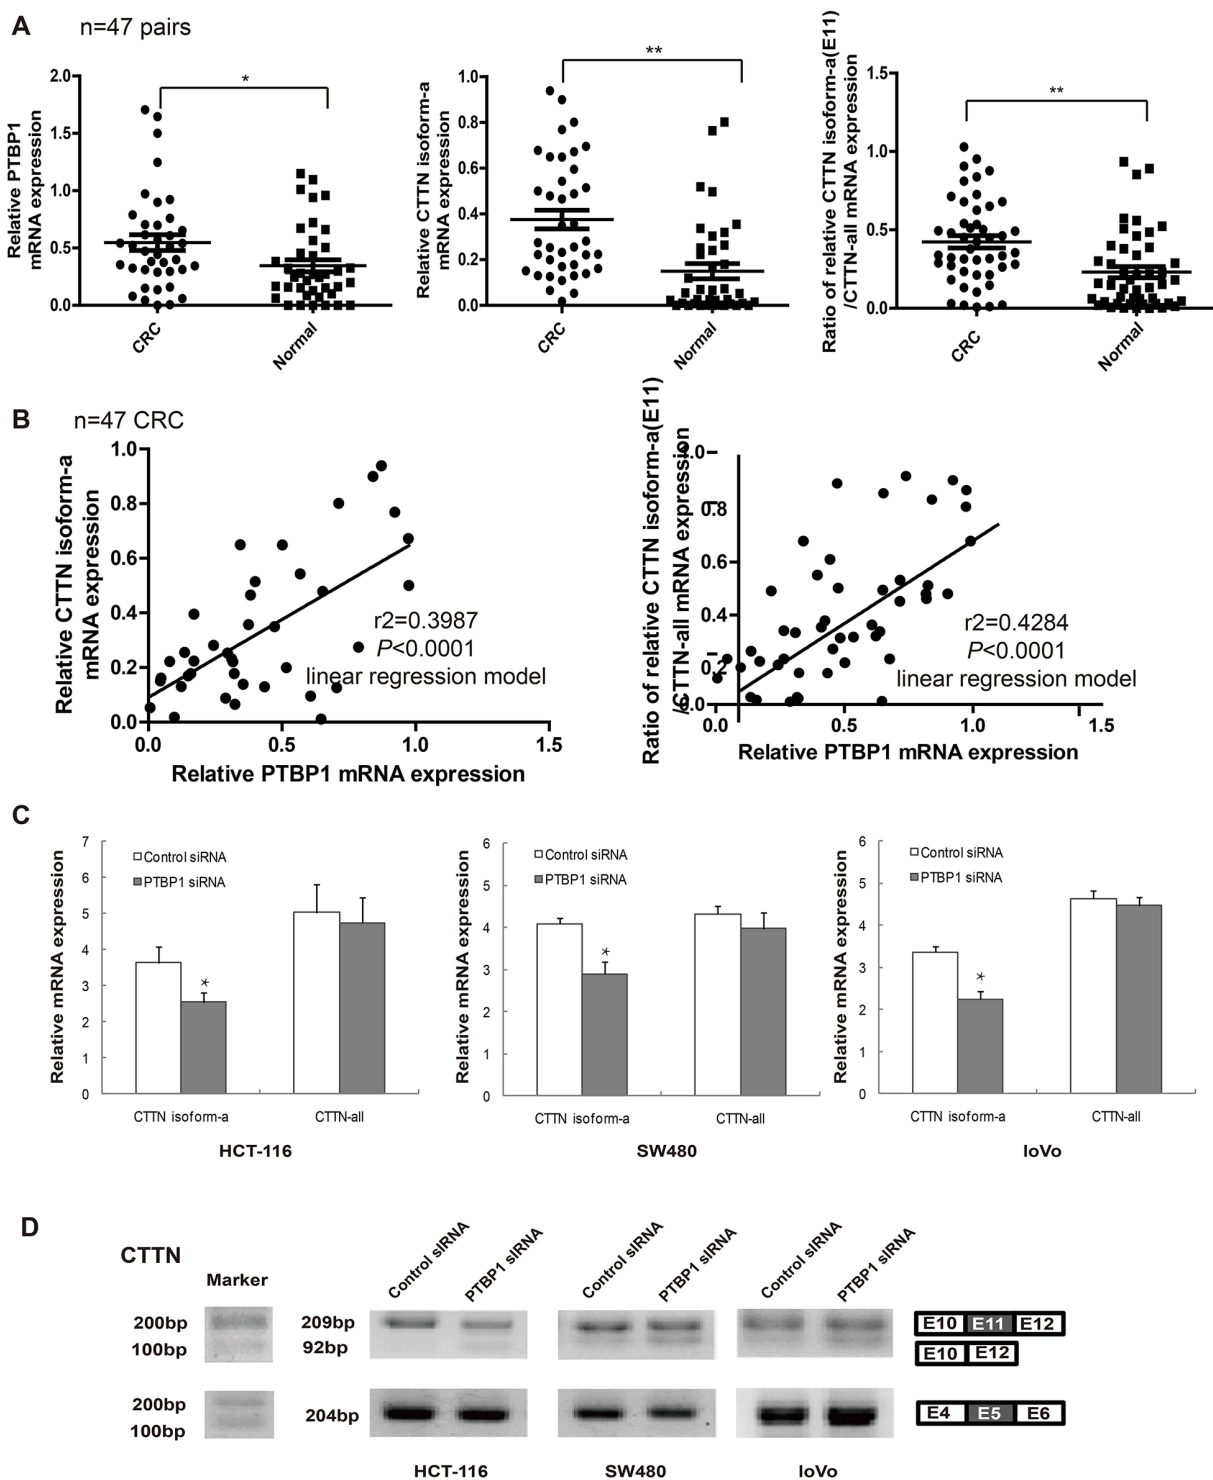 A
n=47 pairs
Relative PTBP1
mRNA expression
2.0
1.5
1.0
0.5
0.0
*
CRC
Normal
Relative CTTN isoform-a
mRNA expression
1.0
0.8
0.6
0.4
0.2
0.0
**
CRC
Normal
Ratio of relative CTTN isoform-a(E11)
/CTTN-all mRNA expression
1.5
1.0
0.5
0.0
**
CRC
Normal
B
n=47 CRC
Relative CTTN isoform-a
mRNA expression
1.0
0.8
0.6
0.4
0.2
0.0
0.0
0.5
1.0
1.5
r2=0.3987
P<0.0001
linear regression model
Relative PTBP1 mRNA expression
Ratio of relative CTTN isoform-a(E11)
/CTTN-all mRNA expression
1.0
0.8
0.6
0.4
0.2
0.0
0.0
0.5
1.0
1.5
r2=0.4284
P<0.0001
linear regression model
Relative PTBP1 mRNA expression
C
Relative mRNA expression
7
6
5
4
3
2
1
0
Control siRNA
PTBP1 siRNA
*
CTTN isoform-a
CTTN-all
HCT-116
Relative mRNA expression
6
5
4
3
2
1
0
Control siRNA
PTBP1 siRNA
*
CTTN isoform-a
CTTN-all
SW480
Relative mRNA expression
6
5
4
3
2
1
0
Control siRNA
PTBP1 siRNA
*
CTTN isoform-a
CTTN-all
loVo
D
CTTN
Marker
Control siRNA
PTBP1 siRNA
Control siRNA
PTBP1 siRNA
Control siRNA
PTBP1 siRNA
200bp
100bp
209bp
92bp
E10 E11 E12
E10 E12
200bp
100bp
204bp
E4 E5 E6
HCT-116
SW480
loVo